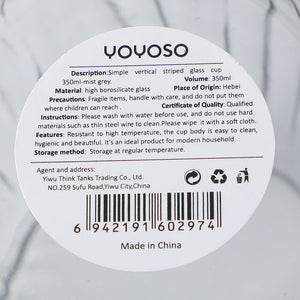 YOYOSO
Description:Simple vertical striped glass cup
350ml-mist grey. Volume: 350ml
Material: high borosilicate glass Place of Origin: Hebei
Precautions: Fragile items, handle with care, and do not put them
where children can reach. Certificate of Quality: Qualified
Instructions: Please wash with water before use, and do not use hard
materials such as thin steel wire to clean.Please wipe it with a soft cloth.
Features: Resistant to high temperature, the cup body is easy to clean,
hygienic and beautiful. It's an ideal product for modern household.
Storage method: Storage at regular temperature.
Agent and address:
Yiwu Think Tanks Trading Co., Ltd.
NO.259 Sufu Road,Yiwu City,China
6 942191 602974
Made in China